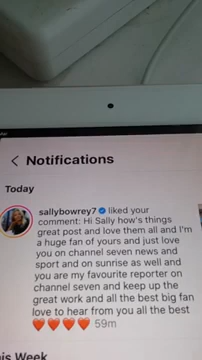 Notifications
Today
sallybowrey7 liked your
comment: Hi Sally how's things
great post and love them all and I'm
a huge fan of yours and just love
you on channel seven news and
sport and on sunrise as well and
you are my favourite reporter on
channel seven and keep up the
great work and all the best big fan
love to hear from you all the best
❤️❤️❤️❤️ 59m
his Week